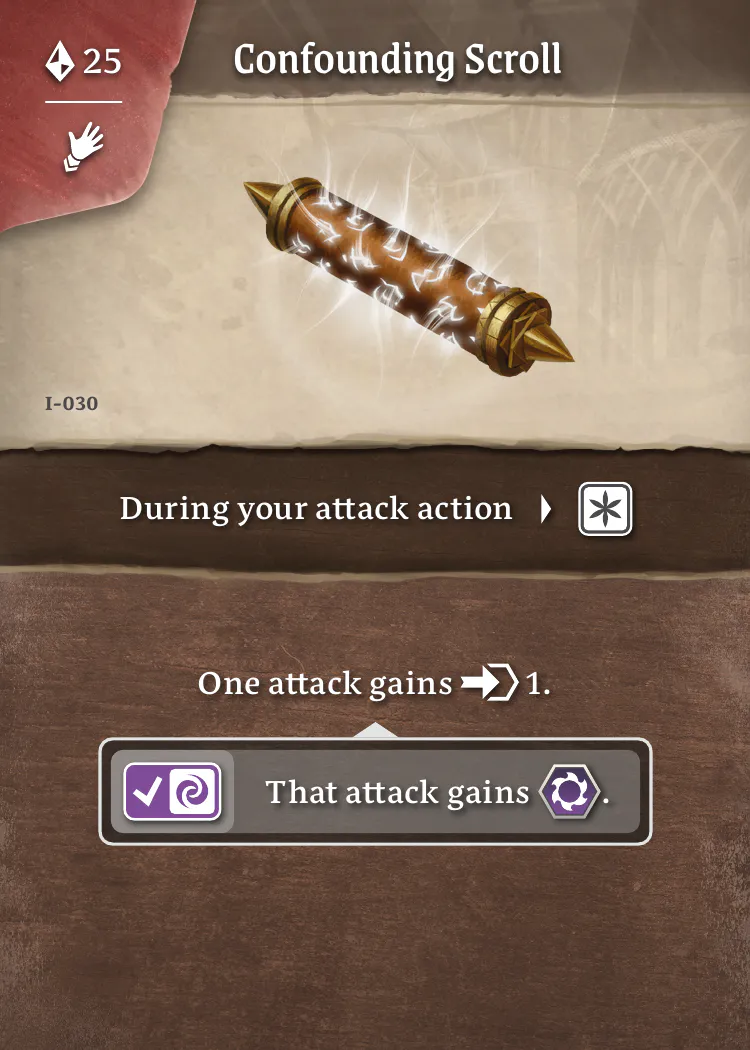 25
Confounding Scroll
I-030
During your attack action
One attack gains 1.
That attack gains .